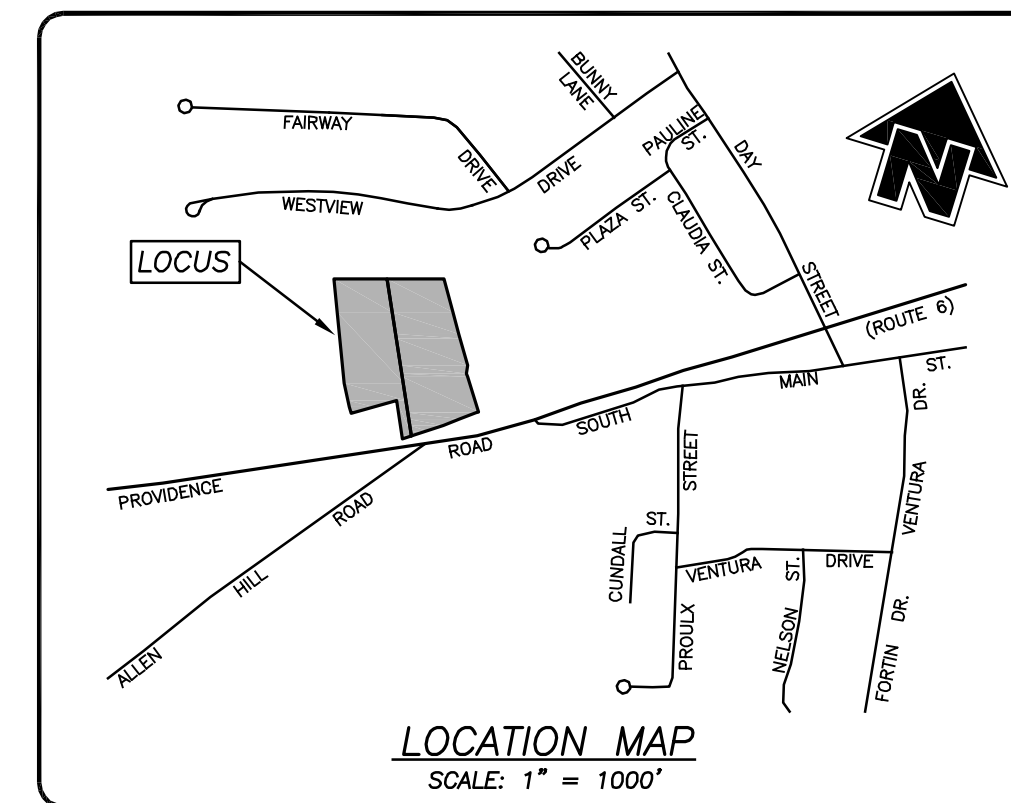 BUNNY
LANE
FAIRWAY
DRIVE
DRIVE
WESTVIEW
PAULINE
ST.
DAY
STREET
PLAZA ST.
CLAUDIA ST.
N
LOCUS
(ROUTE 6)
ST.
MAIN
SOUTH
ROAD
PROVIDENCE
ROAD
HILL
ALLEN
STREET
PROULX
ST.
CUNDALL
VENTURA
DRIVE
ST.
NELSON
DR.
VENTURA
DR.
FORTIN
LOCATION MAP
SCALE: 1" = 1000'